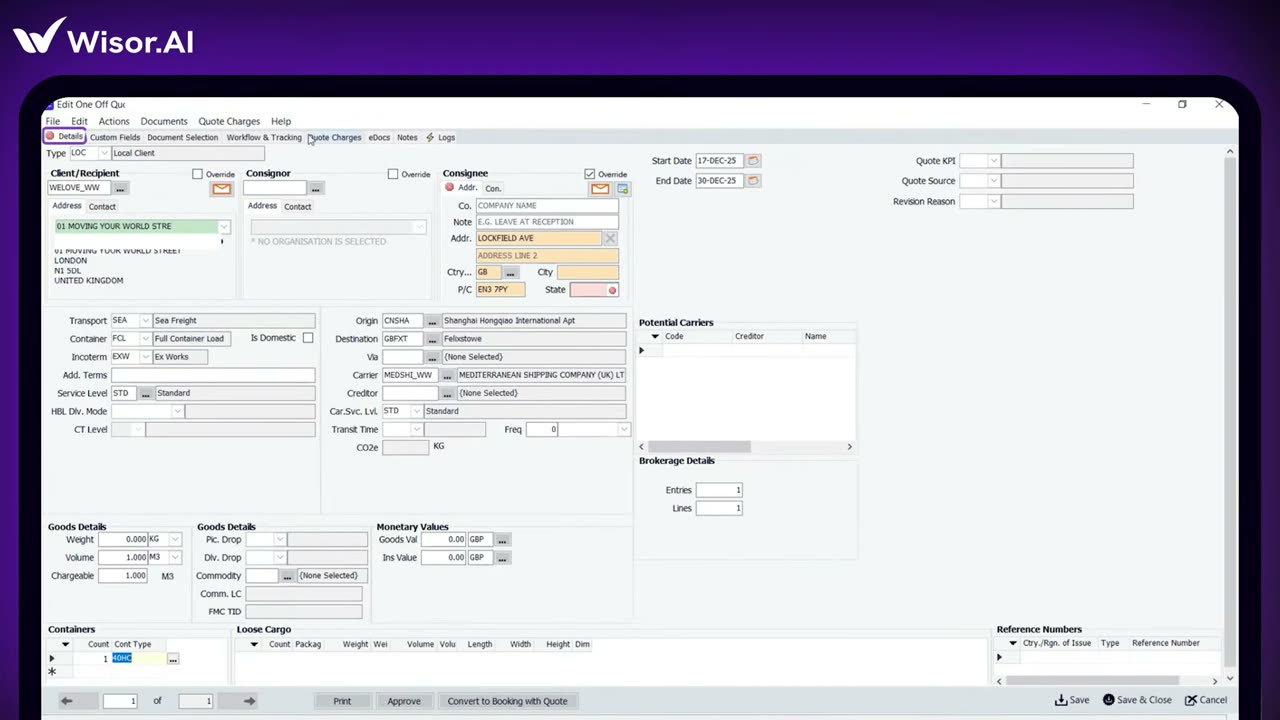 Wisor.AI
Edit One Off Quc
File Edit Actions Documents Quote Charges Help
Details Custom Fields Document Selection Workflow & Tracking Quote Charges eDocs Notes Logs
Type LOC Local Client
Start Date 17-DEC-25 Quote KPI
Client/Recipient Override Consignor Override Consignee Override
End Date 30-DEC-25 Quote Source
WELOVE_WW ... ... Addr. Con.
Revision Reason
Address Contact Address Contact Co. COMPANY NAME
01 MOVING YOUR WORLD STRE Note E.G. LEAVE AT RECEPTION
* NO ORGANISATION IS SELECTED Addr. LOCKFIELD AVE
01 MOVING YOUR WORLD STREET ADDRESS LINE 2
LONDON
N1 5DL Ctry... GB ... City
UNITED KINGDOM P/C EN3 7PY State
Transport SEA Sea Freight Origin CNSHA ... Shanghai Hongqiao International Apt Potential Carriers
Container FCL Full Container Load Is Domestic Destination GBFXT ... Felixstowe Code Creditor Name
Incoterm EXW Ex Works Via ... {None Selected}
Add. Terms Carrier MEDSHI_WW ... MEDITERRANEAN SHIPPING COMPANY (UK) LT
Service Level STD ... Standard Creditor ... {None Selected}
HBL Dlv. Mode Car.Svc. Lvl. STD Standard
CT Level Transit Time Freq 0
CO2e KG
Brokerage Details
Entries 1
Lines 1
Goods Details Goods Details Monetary Values
Weight 0.000 KG Pic. Drop Goods Val 0.00 GBP ...
Volume 1.000 M3 Dlv. Drop Ins Value 0.00 GBP ...
Chargeable 1.000 M3 Commodity ... {None Selected}
Comm. LC
FMC TID
Containers Loose Cargo Reference Numbers
Count Cont Type Count Packag Weight Wei Volume Volu Length Width Height Dim Ctry./Rgn. of Issue Type Reference Number
1 40HC ...
1 of 1 Print Approve Convert to Booking with Quote Save Save & Close Cancel